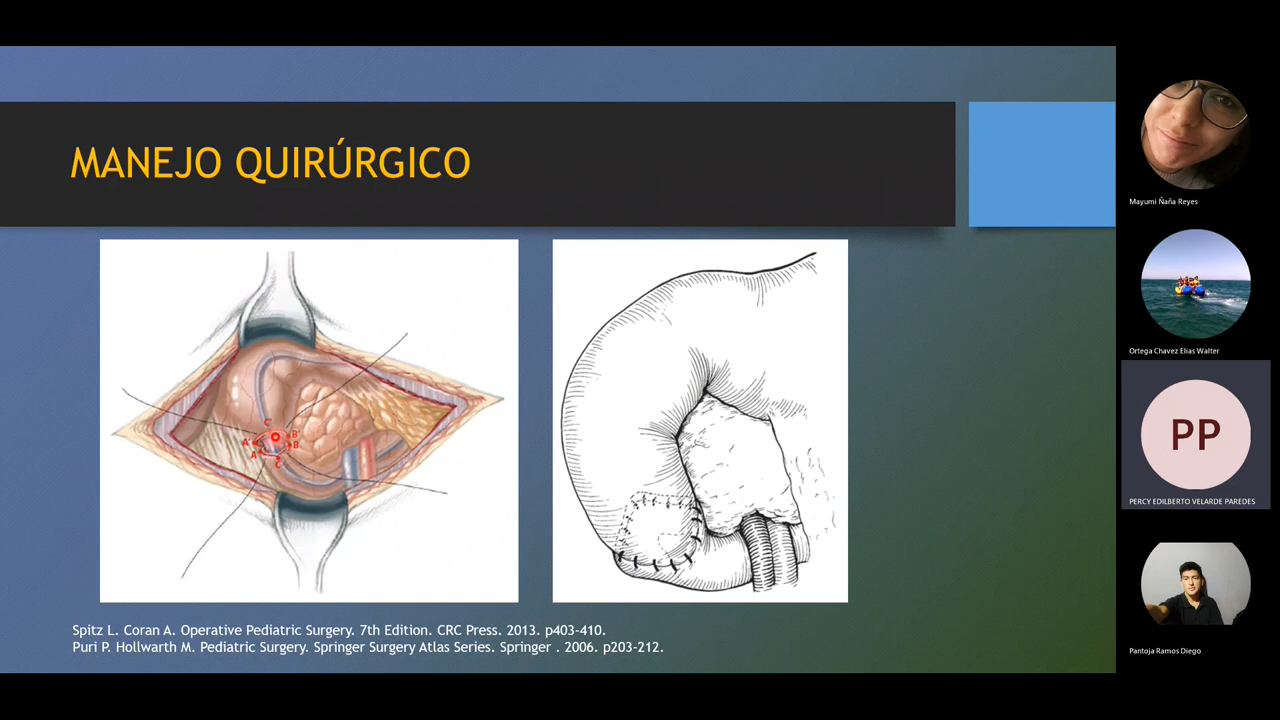 MANEJO QUIRÚRGICO
C'
A'
B'
A
B
C
Spitz L. Coran A. Operative Pediatric Surgery. 7th Edition. CRC Press. 2013. p403-410.
Puri P. Hollwarth M. Pediatric Surgery. Springer Surgery Atlas Series. Springer . 2006. p203-212.
Mayumi Ñaña Reyes
Ortega Chavez Elias Walter
PP
PERCY EDILBERTO VELARDE PAREDES
Pantoja Ramos Diego